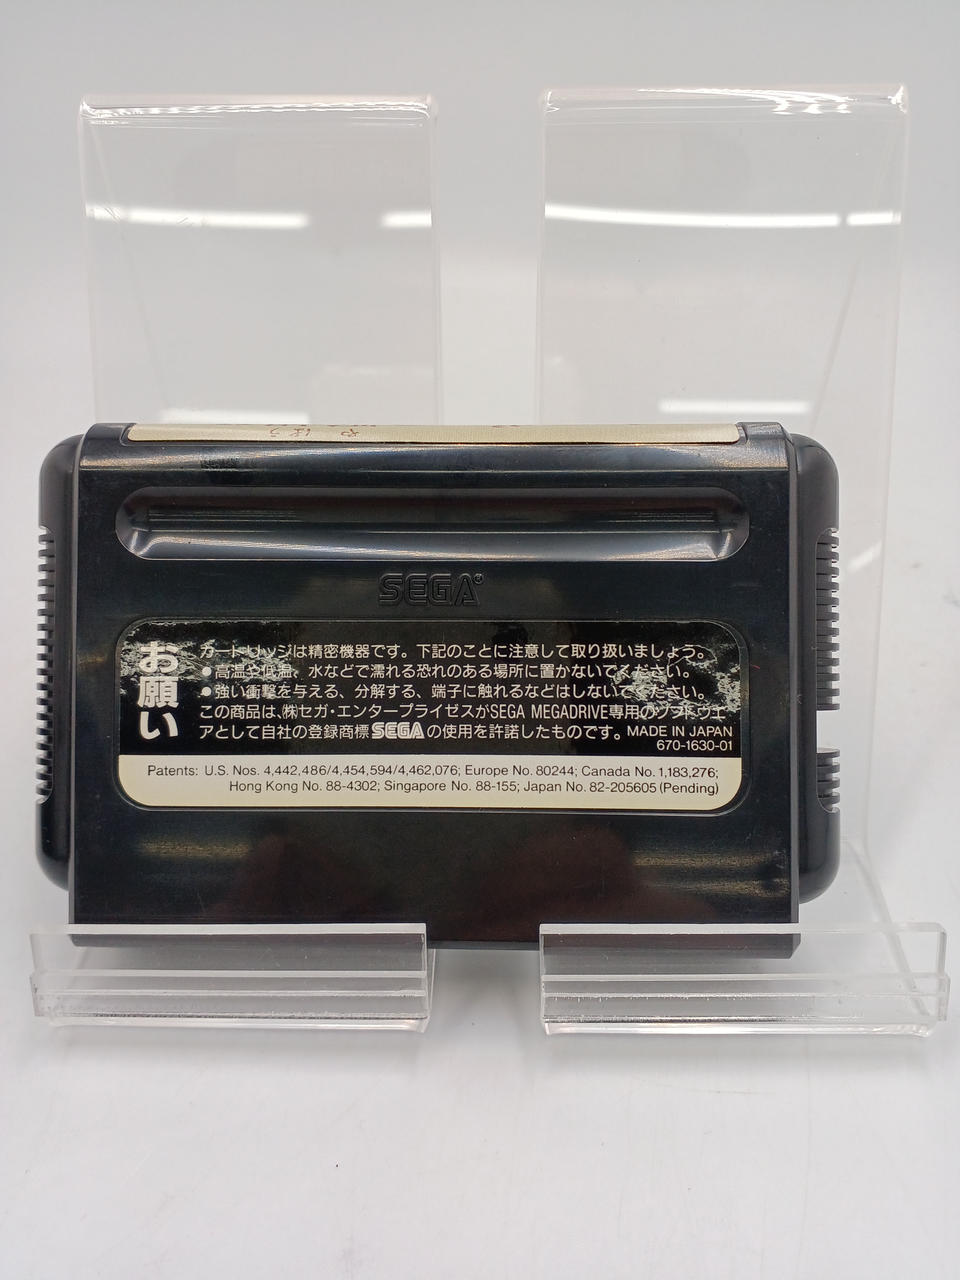 SEGA®
お願い
カートリッジは精密機器です。下記のことに注意して取り扱いましょう。
●高温や低温、水などで濡れる恐れのある場所に置かないでください。
●強い衝撃を与える、分解する、端子に触れるなどはしないでください。
この商品は、㈱セガ・エンタープライゼスがSEGA MEGADRIVE専用のソフトウエ
アとして自社の登録商標SEGAの使用を許諾したものです。MADE IN JAPAN
670-1630-01
Patents: U.S. Nos. 4,442,486/4,454,594/4,462,076; Europe No. 80244; Canada No. 1,183,276;
Hong Kong No. 88-4302; Singapore No. 88-155; Japan No. 82-205605 (Pending)